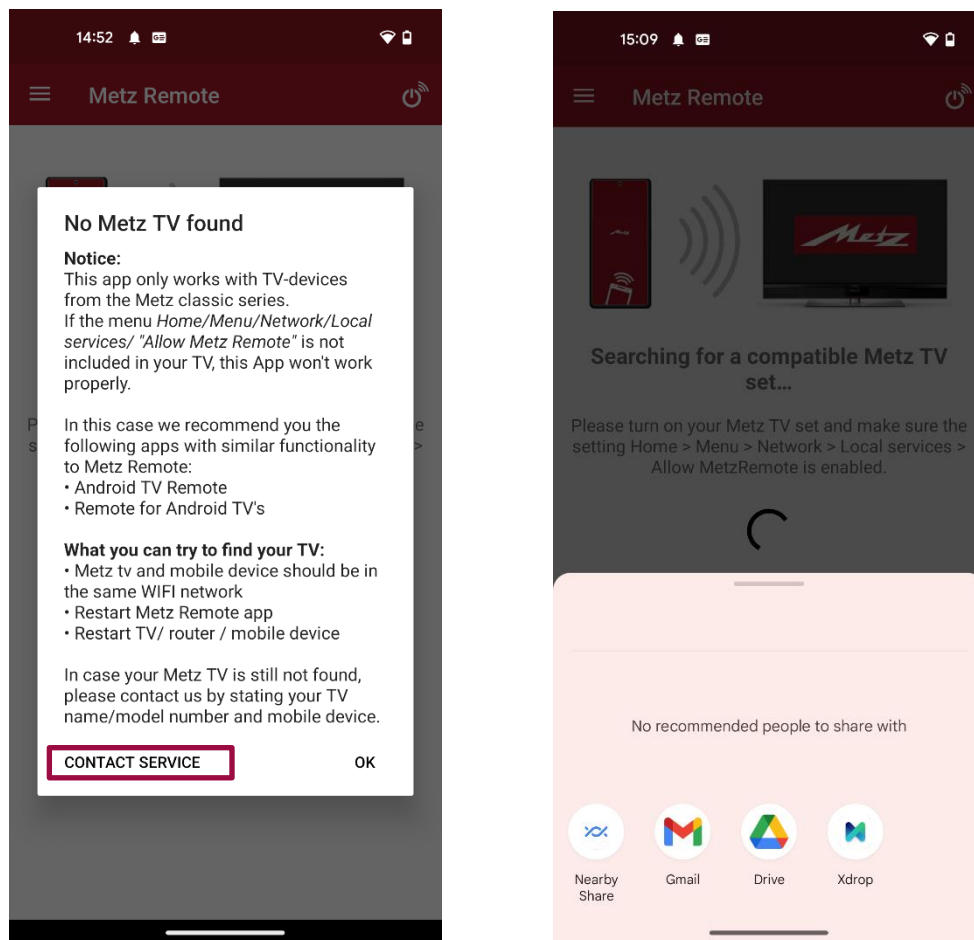 14:52
Metz Remote
No Metz TV found
Notice:
This app only works with TV-devices
from the Metz classic series.
If the menu Home/Menu/Network/Local
services/ "Allow Metz Remote" is not
included in your TV, this App won't work
properly.
In this case we recommend you the
following apps with similar functionality
to Metz Remote:
• Android TV Remote
• Remote for Android TV's
What you can try to find your TV:
• Metz tv and mobile device should be in
the same WIFI network
• Restart Metz Remote app
• Restart TV/ router / mobile device
In case your Metz TV is still not found,
please contact us by stating your TV
name/model number and mobile device.
CONTACT SERVICE
OK
15:09
Metz Remote
Metz
Searching for a compatible Metz TV
set...
Please turn on your Metz TV set and make sure the
setting Home > Menu > Network > Local services >
Allow MetzRemote is enabled.
No recommended people to share with
Nearby
Share
Gmail
Drive
Xdrop